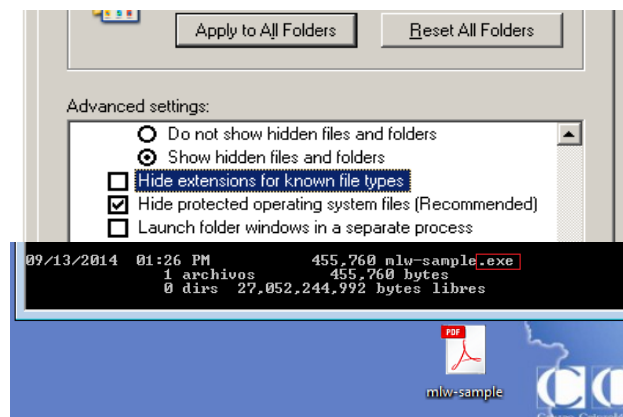 Apply to All Folders
Reset All Folders
Advanced settings:
Do not show hidden files and folders
Show hidden files and folders
Hide extensions for known file types
Hide protected operating system files (Recommended)
Launch folder windows in a separate process
09/13/2014 01:26 PM 455,760 mlw-sample.exe
1 archivos 455,760 bytes
0 dirs 27,052,244,992 bytes libres
PDF
mlw-sample